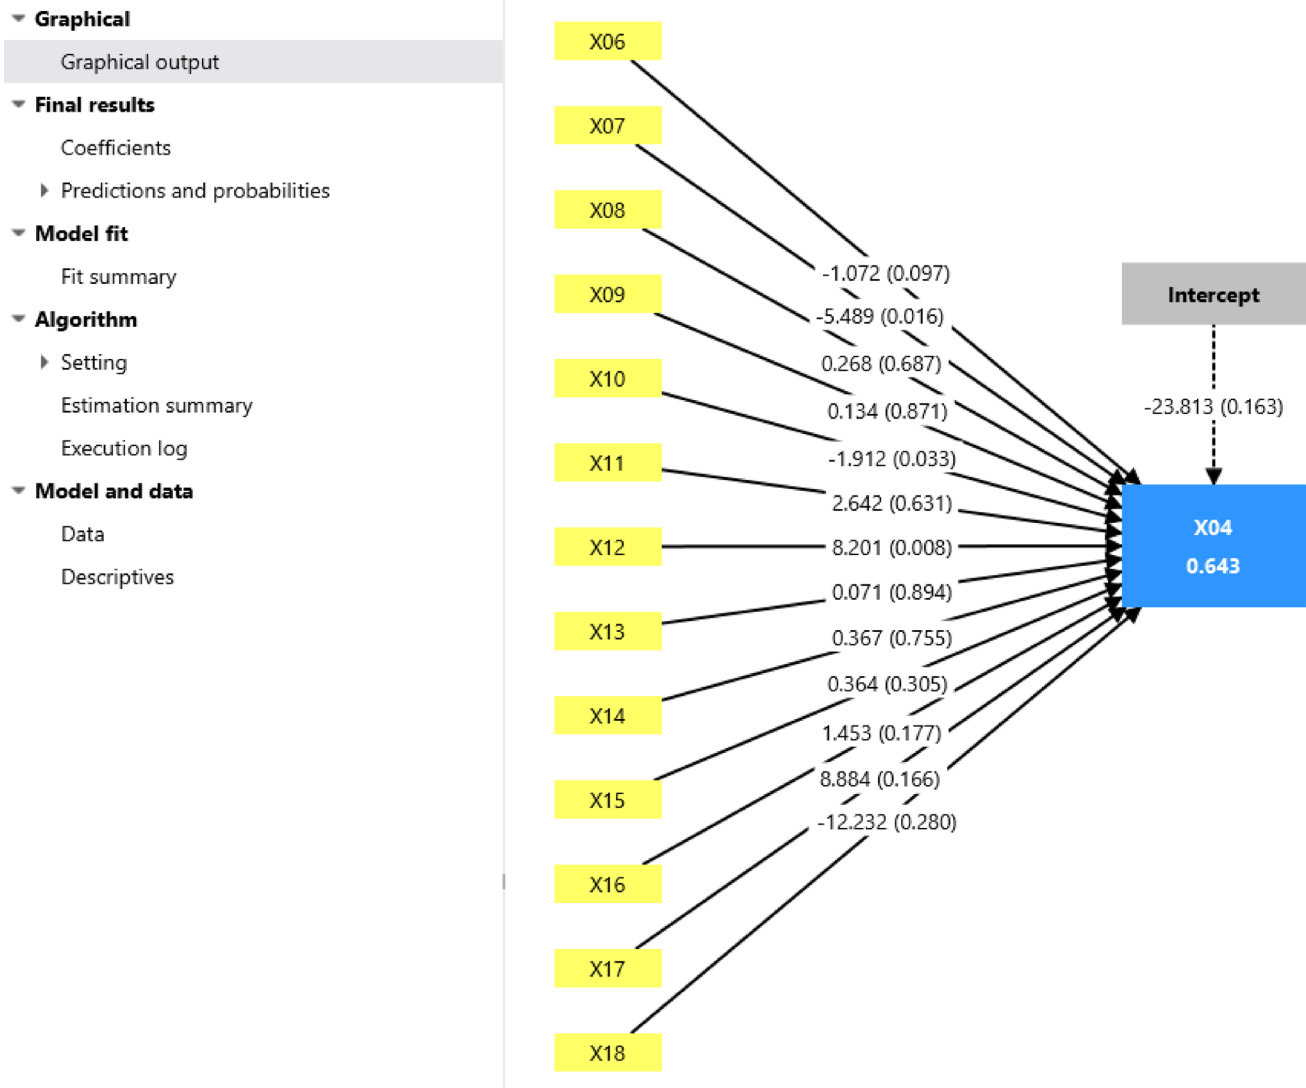 Graphical
Graphical output
Final results
Coefficients
Predictions and probabilities
Model fit
Fit summary
Algorithm
Setting
Estimation summary
Execution log
Model and data
Data
Descriptives
X06
X07
X08
X09
X10
X11
X12
X13
X14
X15
X16
X17
X18
-1.072 (0.097)
-5.489 (0.016)
0.268 (0.687)
0.134 (0.871)
-1.912 (0.033)
2.642 (0.631)
8.201 (0.008)
0.071 (0.894)
0.367 (0.755)
0.364 (0.305)
1.453 (0.177)
8.884 (0.166)
-12.232 (0.280)
Intercept
-23.813 (0.163)
X04
0.643